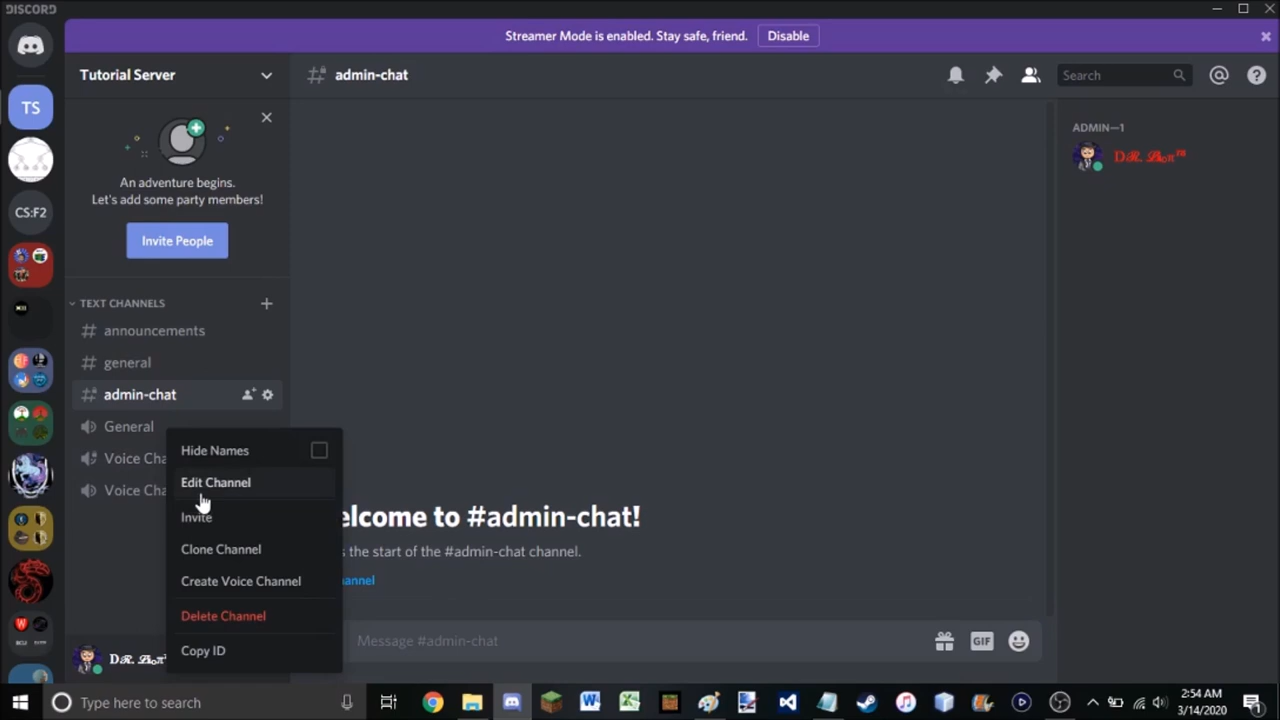 DISCORD
Streamer Mode is enabled. Stay safe, friend.
Disable
TS
CS:F2
Tutorial Server
An adventure begins.
Let's add some party members!
Invite People
TEXT CHANNELS
announcements
general
admin-chat
General
Voice Cha
Voice Cha
Hide Names
Edit Channel
Invite
Clone Channel
Create Voice Channel
Delete Channel
Copy ID
admin-chat
Search
elcome to #admin-chat!
s the start of the #admin-chat channel.
hannel
Message #admin-chat
GIF
ADMIN—1
Type here to search
2:54 AM
3/14/2020